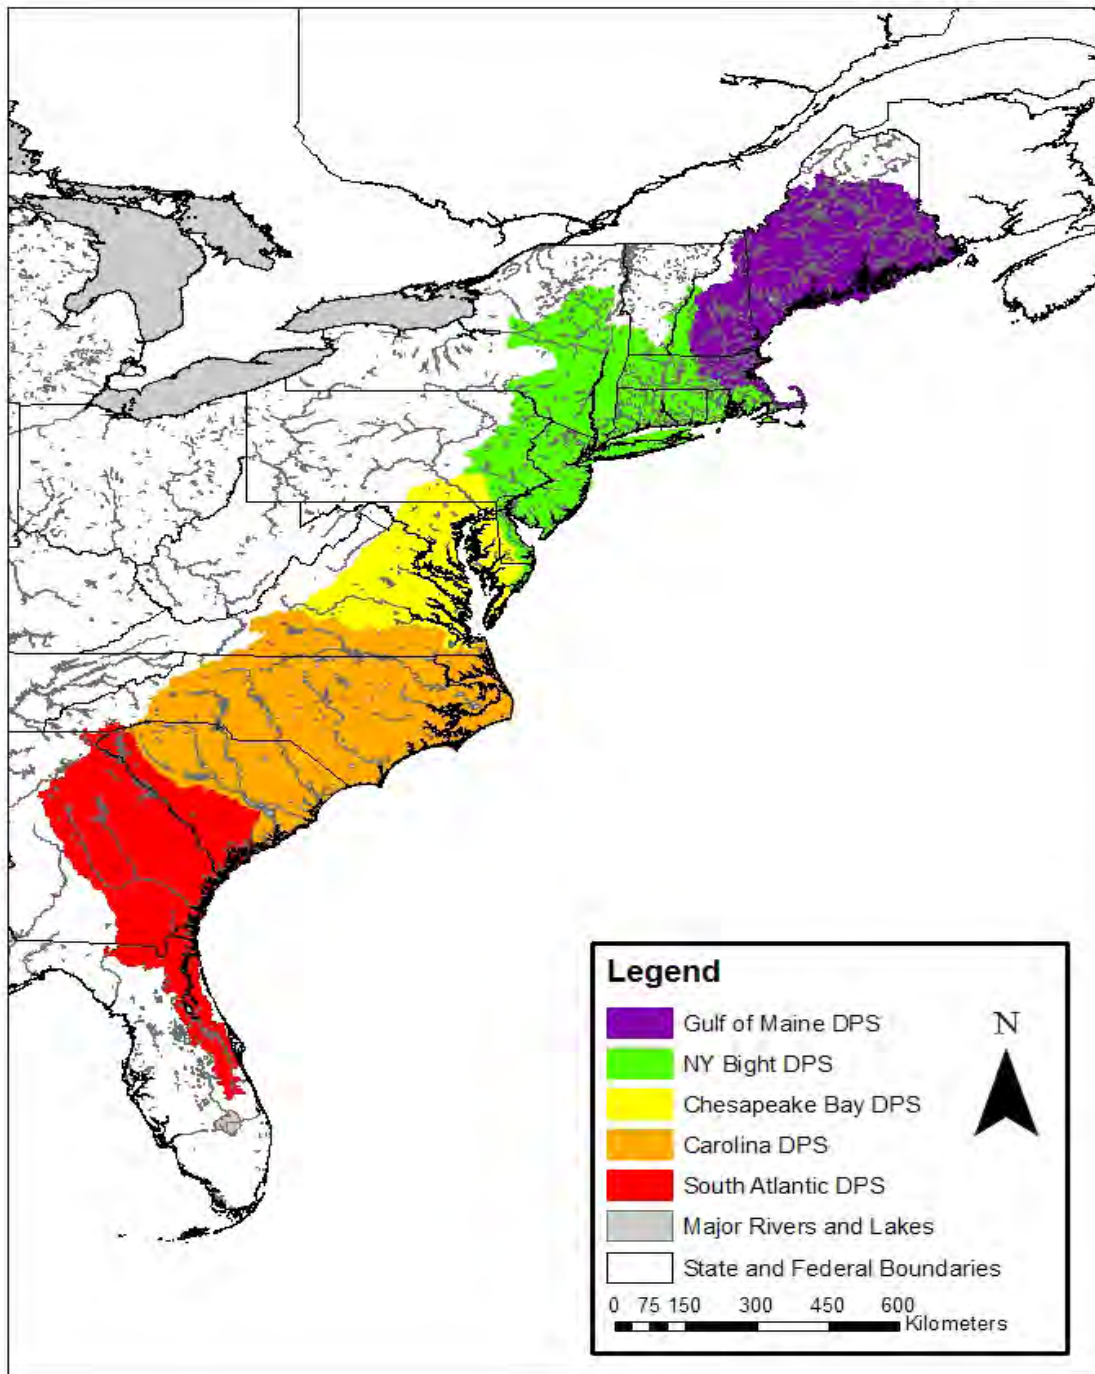 Legend
N
Gulf of Maine DPS
NY Bight DPS
Chesapeake Bay DPS
Carolina DPS
South Atlantic DPS
Major Rivers and Lakes
State and Federal Boundaries
0 75 150 300 450 600
Kilometers